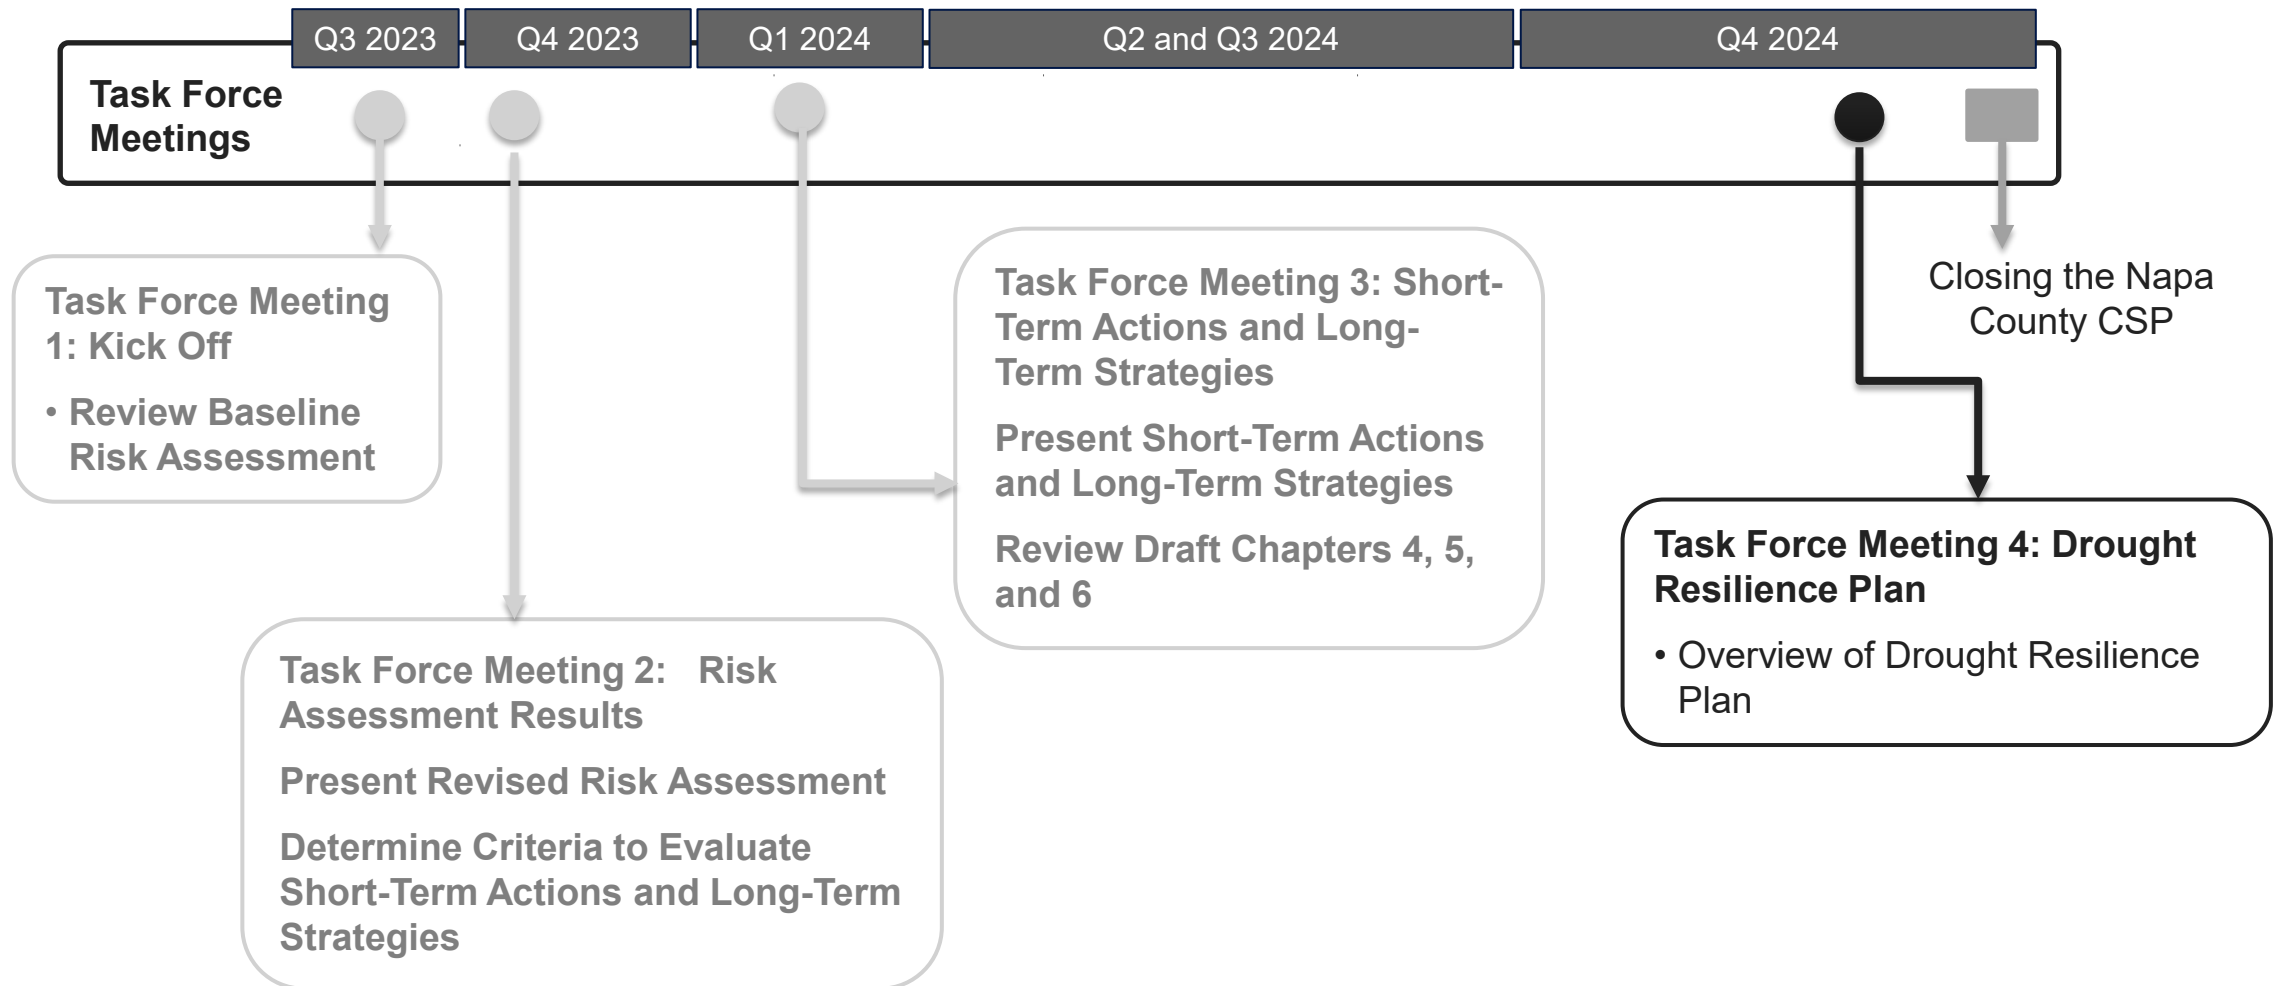 Q3 2023
Q4 2023
Q1 2024
Q2 and Q3 2024
Q4 2024
Task Force
Meetings
Task Force Meeting
1: Kick Off
• Review Baseline
Risk Assessment
Task Force Meeting 2:   Risk
Assessment Results
Present Revised Risk Assessment
Determine Criteria to Evaluate
Short-Term Actions and Long-Term
Strategies
Task Force Meeting 3: Short-
Term Actions and Long-
Term Strategies
Present Short-Term Actions
and Long-Term Strategies
Review Draft Chapters 4, 5,
and 6
Closing the Napa
County CSP
Task Force Meeting 4: Drought
Resilience Plan
• Overview of Drought Resilience
Plan